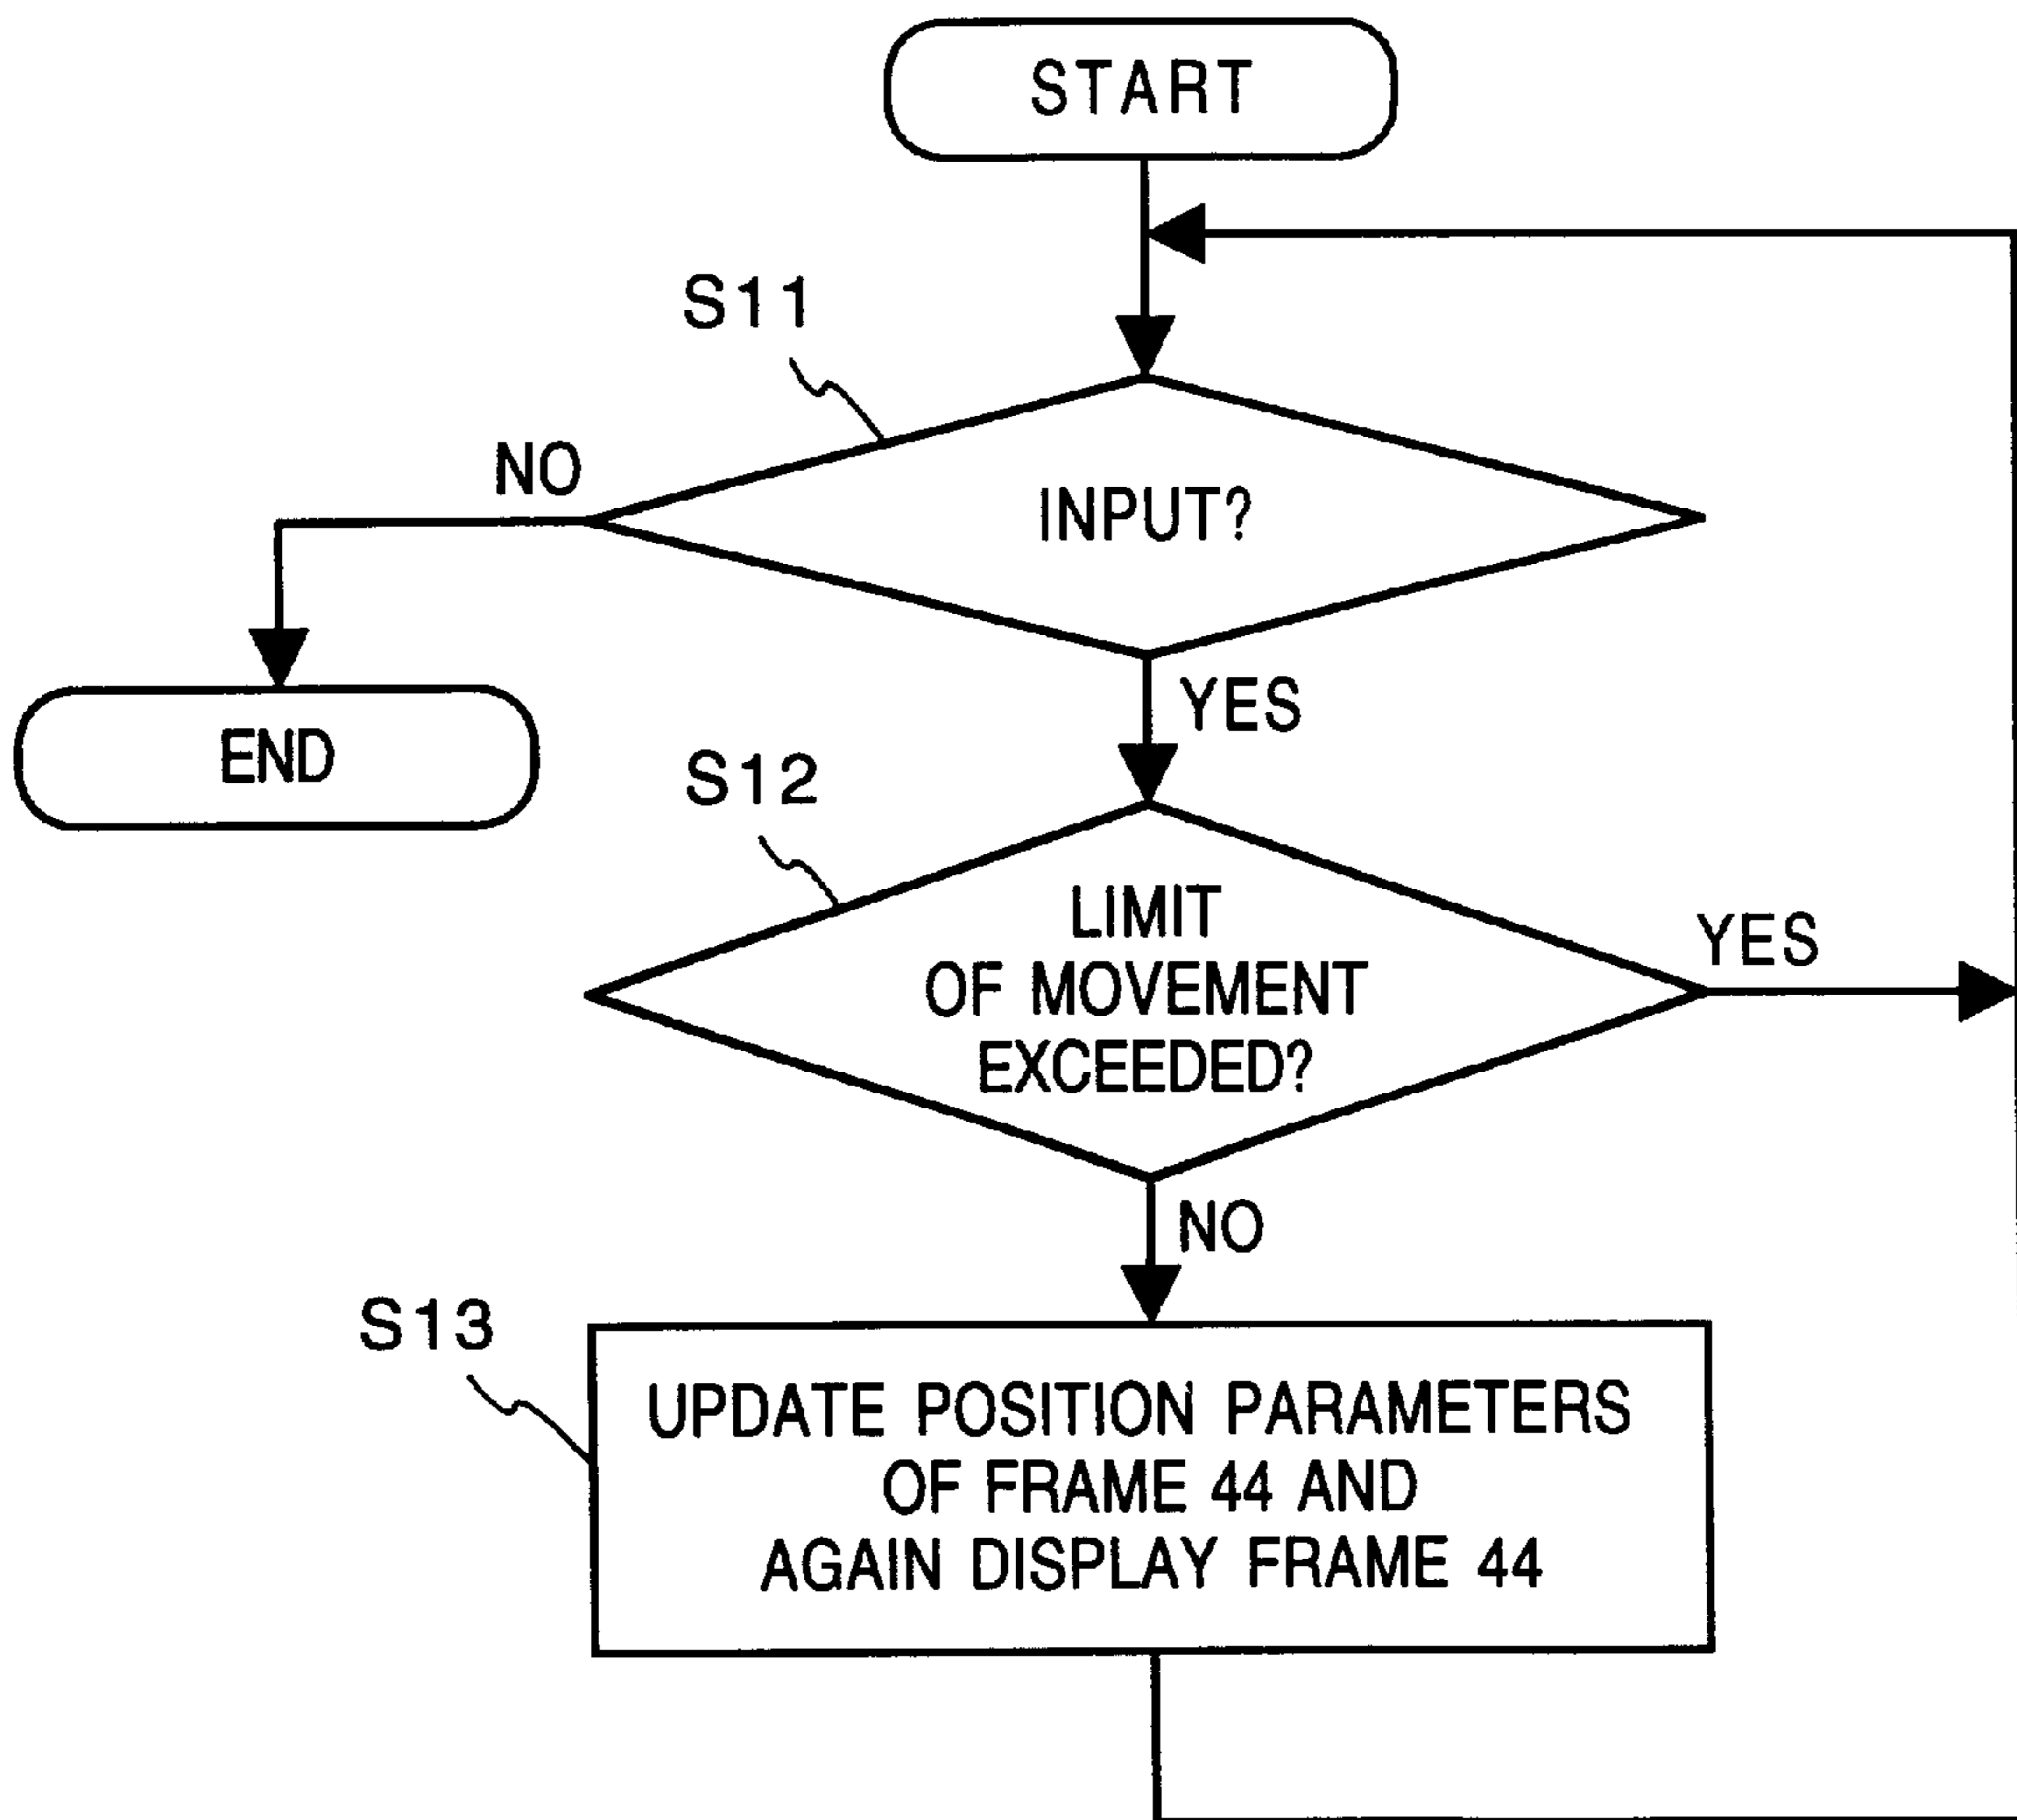 START
S11
NO
INPUT?
YES
END
S12
LIMIT
OF MOVEMENT
EXCEEDED?
YES
NO
S13
UPDATE POSITION PARAMETERS
OF FRAME 44 AND
AGAIN DISPLAY FRAME 44